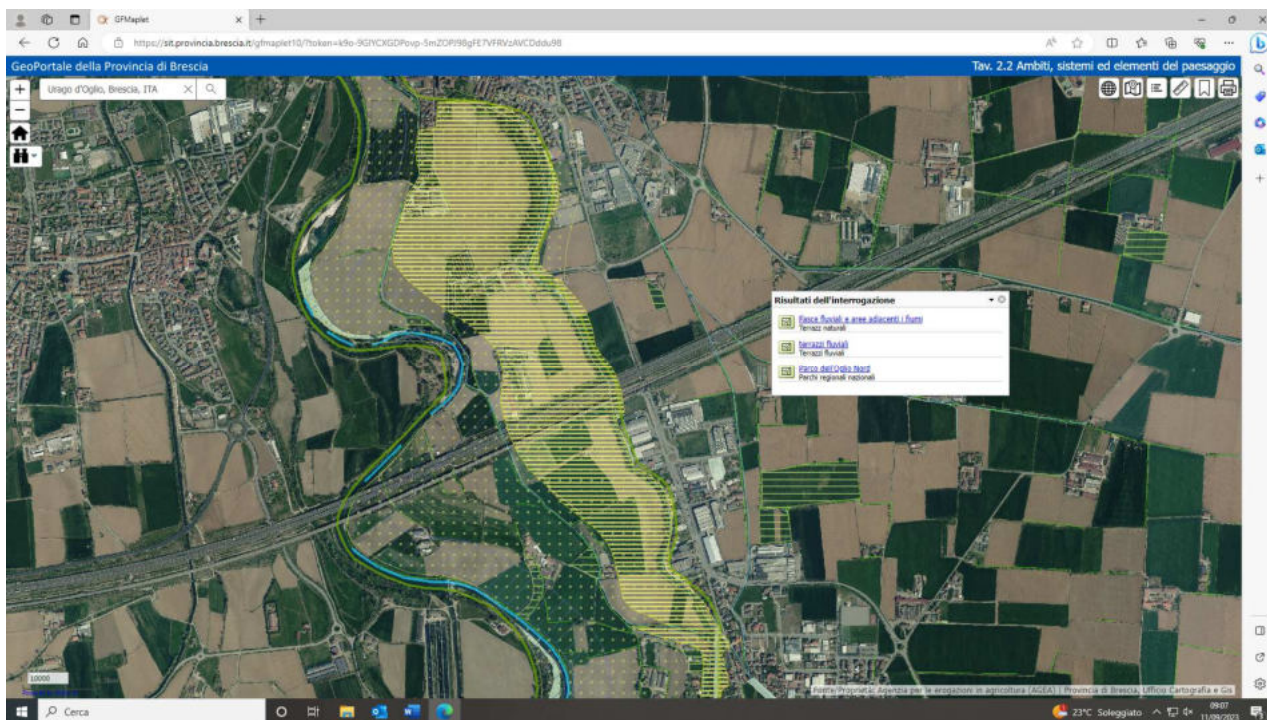 GFMaplet
https://sit.provincia.brescia.it/gfmaplet10/?token=k9o-9GIYCXGDPovp-5mZOPJ98gFE7VFRVzAVCDddu98
GeoPortale della Provincia di Brescia
Tav. 2.2 Ambiti, sistemi ed elementi del paesaggio
Urago d'Oglio, Brescia, ITA
Risultati dell'interrogazione
Fasce fluviali e aree adiacenti i fiumi
Terrazzi naturali
terrazzi fluviali
Terrazzi fluviali
Parco dell'Oglio Nord
Parchi regionali nazionali
10000
Fonte/Proprietà: Agenzia per le erogazioni in agricoltura (AGEA) | Provincia di Brescia, Ufficio Cartografia e Gis
Cerca
23°C Soleggiato
09:07
11/09/2023